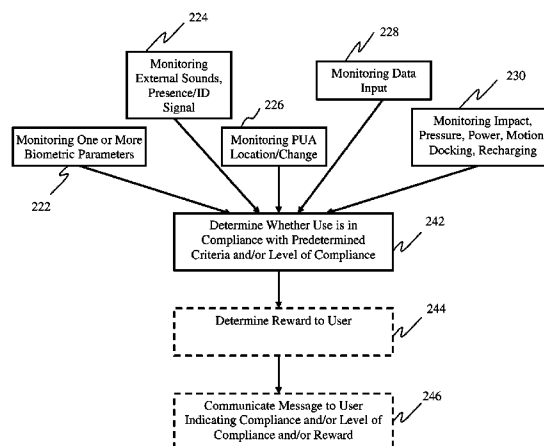 224
Monitoring
External Sounds,
Presence/ID
Signal
228
Monitoring Data
Input
226
230
Monitoring Impact,
Pressure, Power, Motion
Docking, Recharging
Monitoring One or More
Biometric Parameters
Monitoring PUA
Location/Change
222
Determine Whether Use is in
Compliance with Predetermined
Criteria and/or Level of Compliance
242
Determine Reward to User
244
Communicate Message to User
Indicating Compliance and/or Level of
Compliance and/or Reward
246